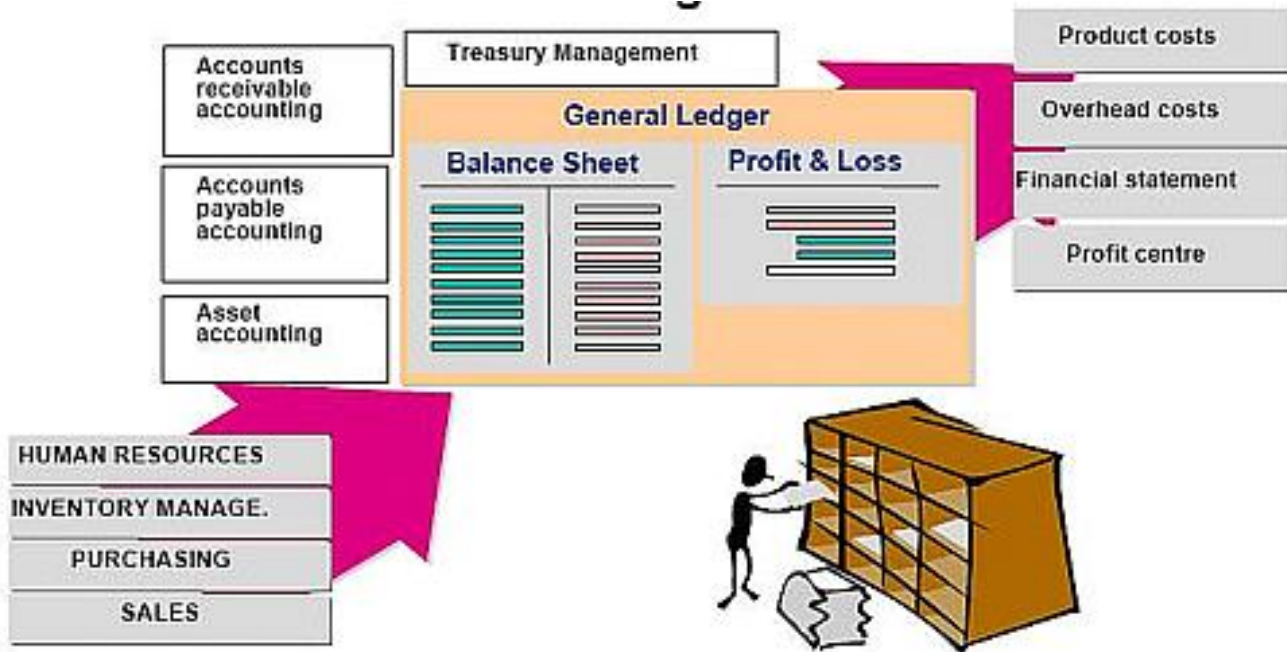 Treasury Management
Accounts
receivable
accounting
Accounts
payable
accounting
Asset
accounting
General Ledger
Balance Sheet
Profit & Loss
Product costs
Overhead costs
Financial statement
Profit centre
HUMAN RESOURCES
INVENTORY MANAGE.
PURCHASING
SALES